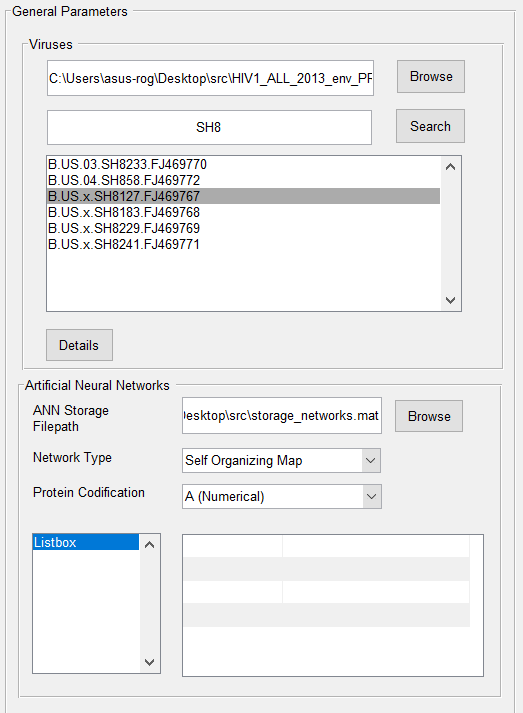 General Parameters
Viruses
C:\Users\asus-rog\Desktop\src\HIV1_ALL_2013_env_PF
Browse
SH8
Search
B.US.03.SH8233.FJ469770
B.US.04.SH858.FJ469772
B.US.x.SH8127.FJ469767
B.US.x.SH8183.FJ469768
B.US.x.SH8229.FJ469769
B.US.x.SH8241.FJ469771
Details
Artificial Neural Networks
ANN Storage
Filepath
Desktop\src\storage_networks.mat
Browse
Network Type
Self Organizing Map
Protein Codification
A (Numerical)
Listbox